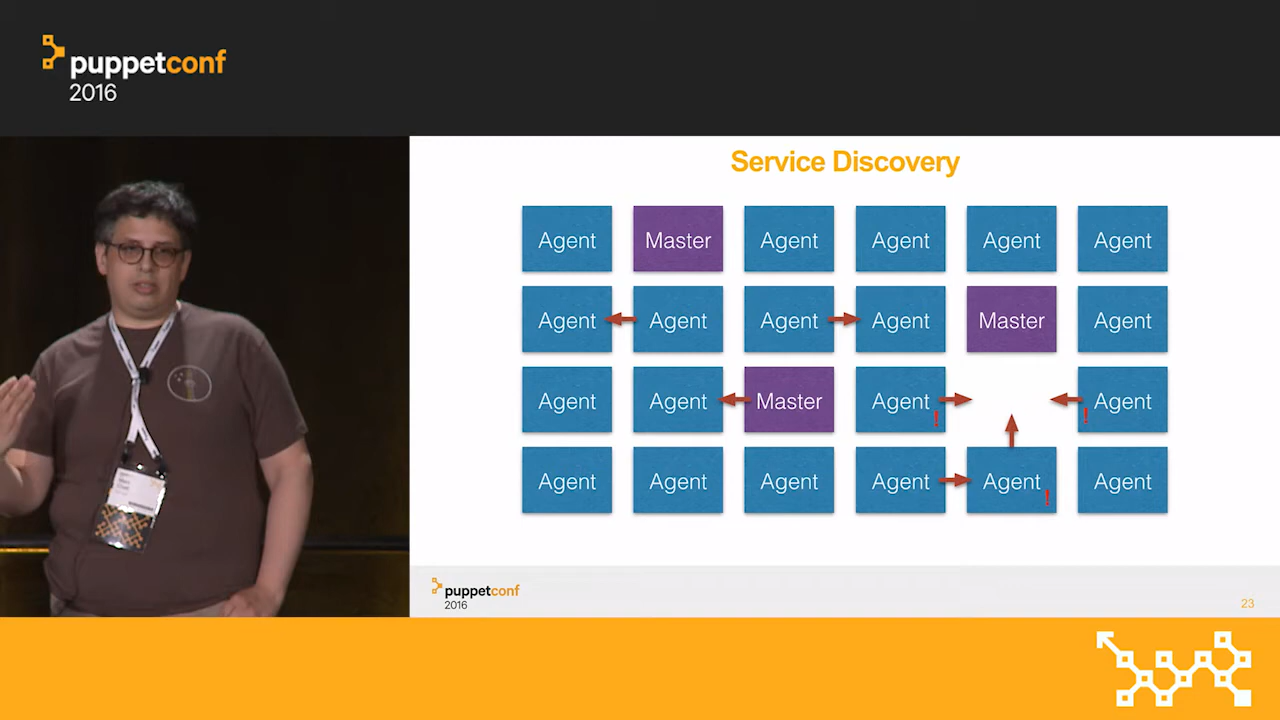 puppetconf
2016
Service Discovery
Agent Master Agent Agent Agent Agent
Agent Agent Agent Agent Master Agent
Agent Agent Master Agent ! ! Agent
Agent Agent Agent Agent Agent ! Agent
puppetconf
2016
23